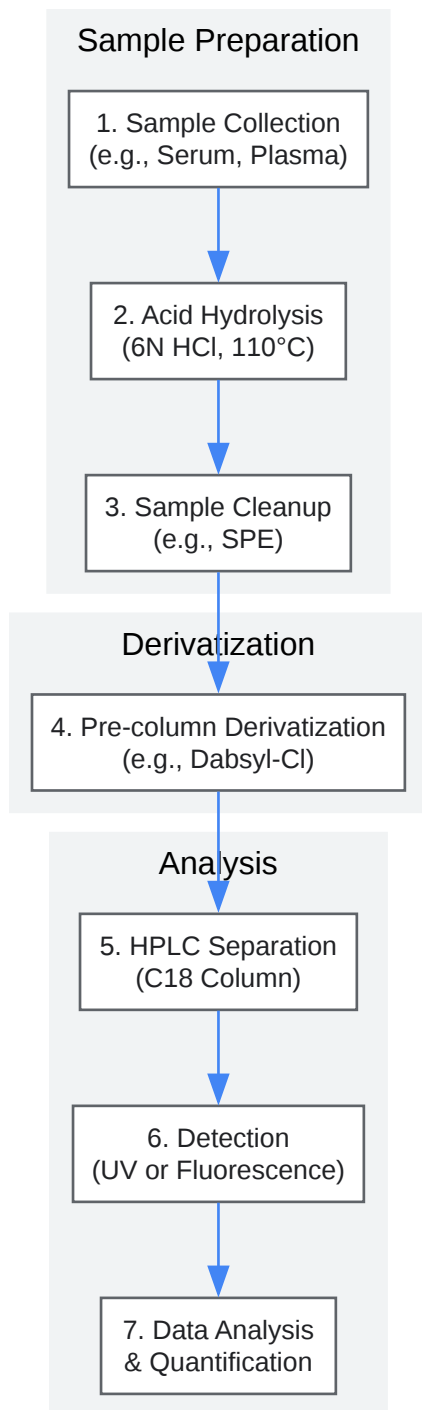 Sample Preparation
1. Sample Collection
(e.g., Serum, Plasma)
2. Acid Hydrolysis
(6N HCl, 110°C)
3. Sample Cleanup
(e.g., SPE)
Derivatization
4. Pre-column Derivatization
(e.g., Dabsyl-Cl)
Analysis
5. HPLC Separation
(C18 Column)
6. Detection
(UV or Fluorescence)
7. Data Analysis
& Quantification